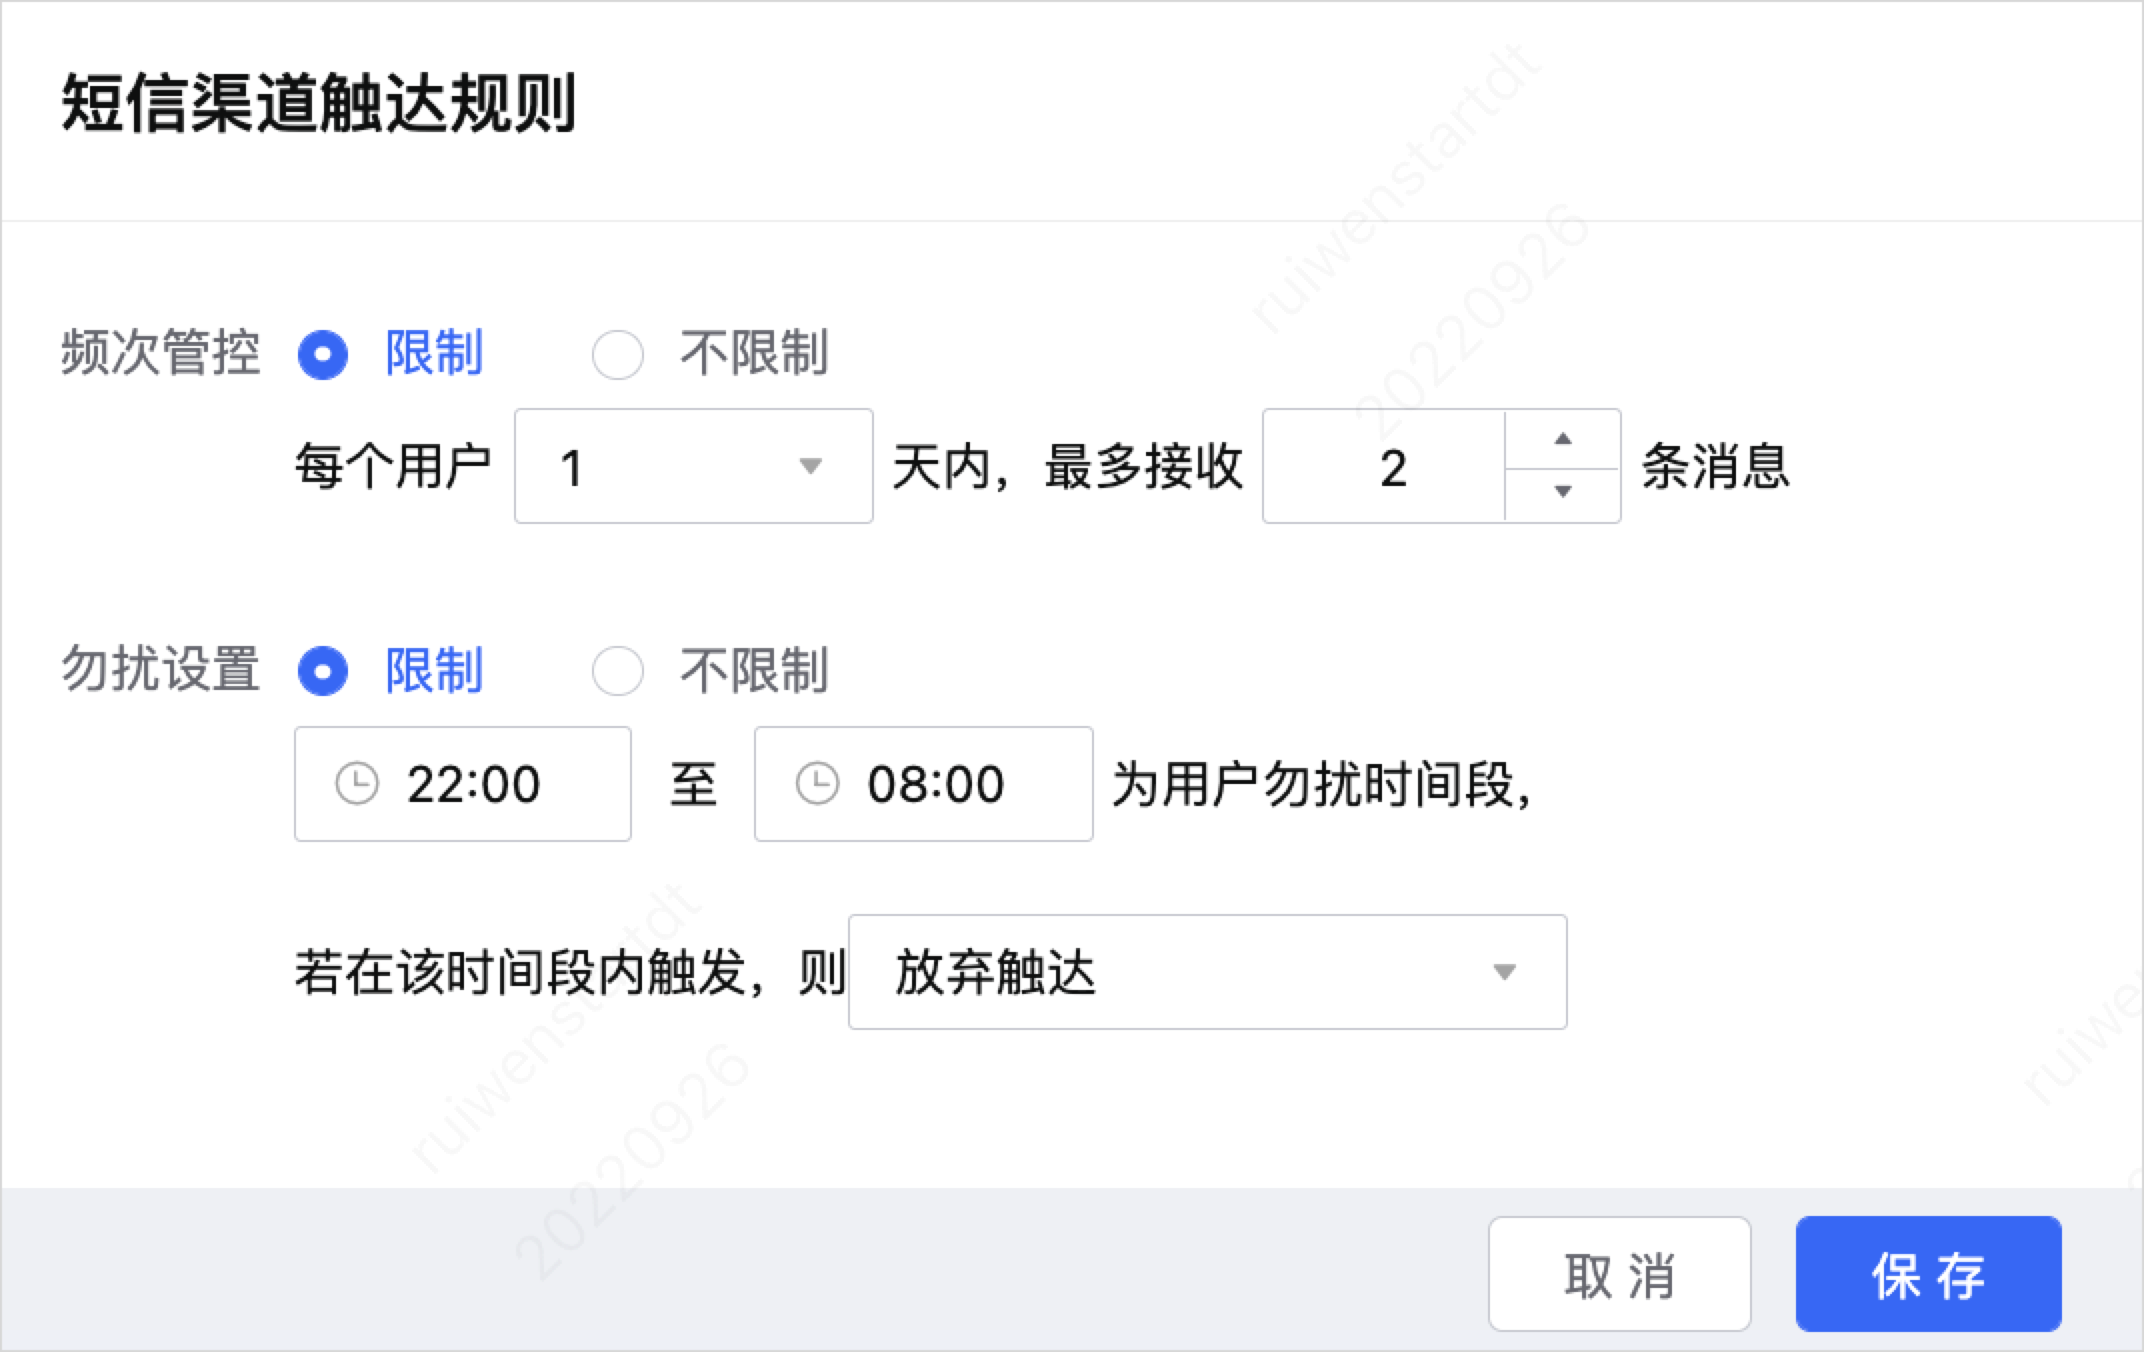 短信渠道触达规则
频次管控 限制 不限制
每个用户 1 天内，最多接收 2 条消息
勿扰设置 限制 不限制
22:00 至 08:00 为用户勿扰时间段，
若在该时间段内触发，则 放弃触达
取消 保存
ruiwenstartdt
20220926
ruiwenstartdt
20220926
ruiwe